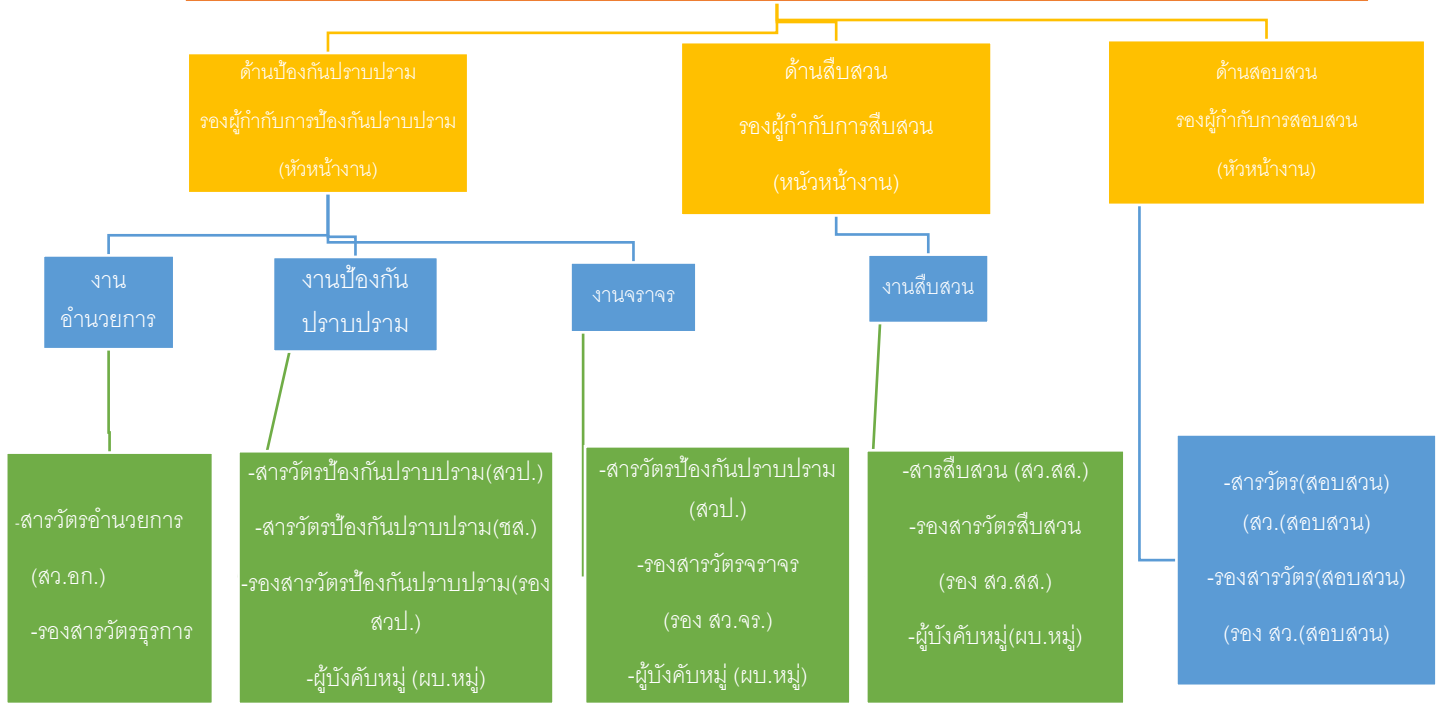 ด้านป้องกันปราบปราม
รองผู้กำกับการป้องกันปราบปราม
(หัวหน้างาน)
ด้านสืบสวน
รองผู้กำกับการสืบสวน
(หนัวหน้างาน)
ด้านสอบสวน
รองผู้กำกับการสอบสวน
(หัวหน้างาน)
งาน
อำนวยการ
งานป้องกัน
ปราบปราม
งานจราจร
งานสืบสวน
-สารวัตรอำนวยการ
(สว.อก.)
-รองสารวัตรธุรการ
-สารวัตรป้องกันปราบปราม(สวป.)
-สารวัตรป้องกันปราบปราม(ชส.)
-รองสารวัตรป้องกันปราบปราม(รอง
สวป.)
-ผู้บังคับหมู่ (ผบ.หมู่)
-สารวัตรป้องกันปราบปราม
(สวป.)
-รองสารวัตรจราจร
(รอง สว.จร.)
-ผู้บังคับหมู่ (ผบ.หมู่)
-สารสืบสวน (สว.สส.)
-รองสารวัตรสืบสวน
(รอง สว.สส.)
-ผู้บังคับหมู่(ผบ.หมู่)
-สารวัตร(สอบสวน)
(สว.(สอบสวน)
-รองสารวัตร(สอบสวน)
(รอง สว.(สอบสวน)